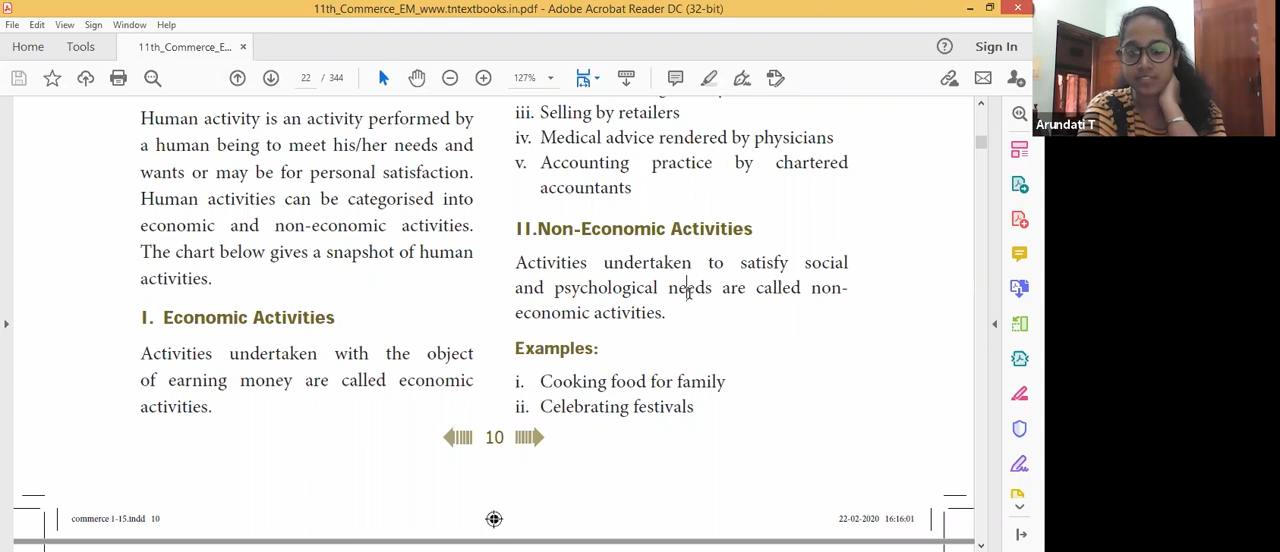 11th_Commerce_EM_www.tntextbooks.in.pdf - Adobe Acrobat Reader DC (32-bit)
File Edit View Sign Window Help
Home Tools 11th_Commerce_E... × Sign In
22 / 344 127%
Arundati T
Human activity is an activity performed by
a human being to meet his/her needs and
wants or may be for personal satisfaction.
Human activities can be categorised into
economic and non-economic activities.
The chart below gives a snapshot of human
activities.
I. Economic Activities
Activities undertaken with the object
of earning money are called economic
activities.
iii. Selling by retailers
iv. Medical advice rendered by physicians
v. Accounting practice by chartered
accountants
II.Non-Economic Activities
Activities undertaken to satisfy social
and psychological needs are called non-
economic activities.
Examples:
i. Cooking food for family
ii. Celebrating festivals
10
commerce 1-15.indd 10
22-02-2020 16:16:01